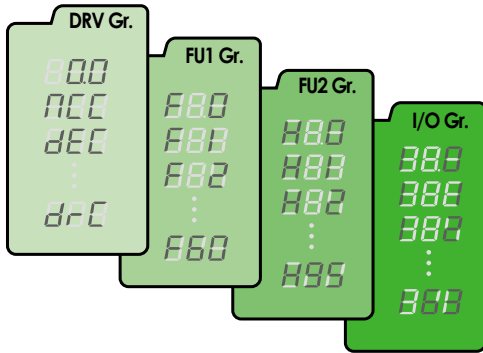 DRV Gr.
0.0
ACC
dEC
drC
FU1 Gr.
F 0
F 1
F 2
F60
FU2 Gr.
H 0
H 1
H 2
H95
I/O Gr.